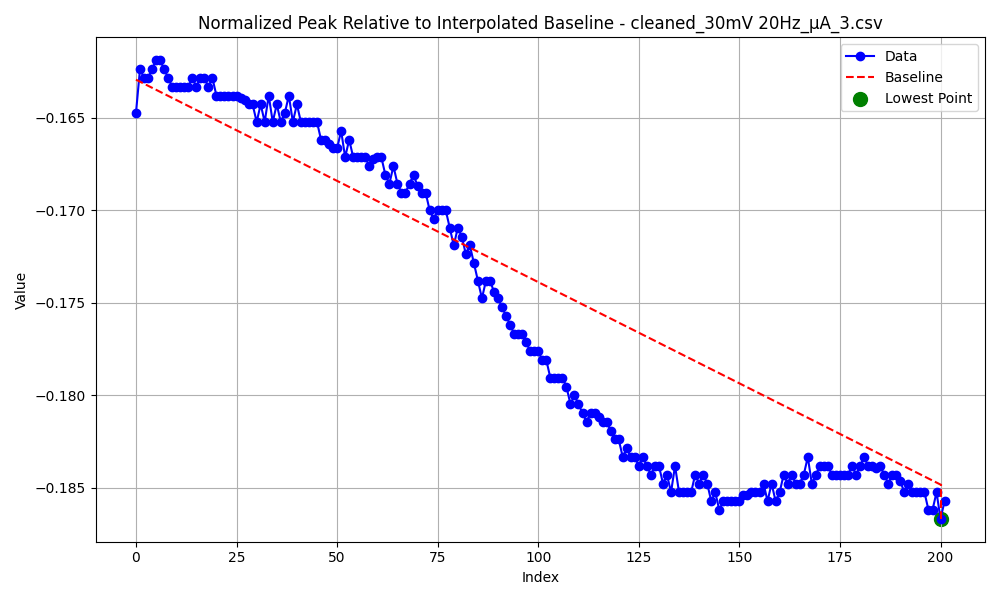 Normalized Peak Relative to Interpolated Baseline - cleaned_30mV 20Hz_µA_3.csv
Data
Baseline
Lowest Point
−0.165
−0.170
−0.175
−0.180
−0.185
Value
0
25
50
75
100
125
150
175
200
Index